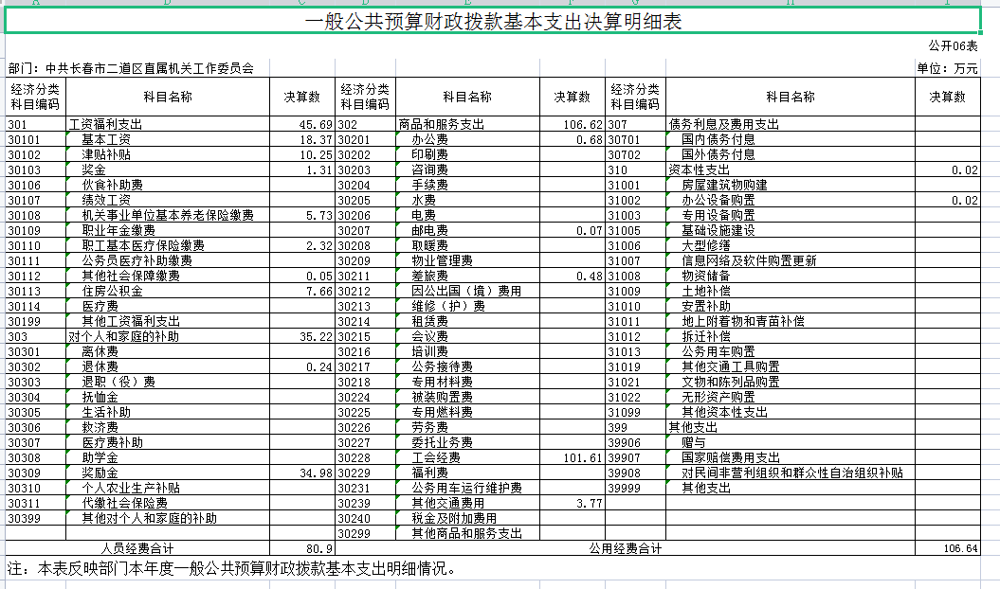 一般公共预算财政拨款基本支出决算明细表
公开06表
部门：中共长春市二道区直属机关工作委员会 单位：万元
经济分类科目编码 科目名称 决算数 经济分类科目编码 科目名称 决算数 经济分类科目编码 科目名称 决算数
301 工资福利支出 45.69 302 商品和服务支出 106.62 307 债务利息及费用支出
30101 基本工资 18.37 30201 办公费 0.68 30701 国内债务付息
30102 津贴补贴 10.25 30202 印刷费 30702 国外债务付息
30103 奖金 1.31 30203 咨询费 310 资本性支出 0.02
30106 伙食补助费 30204 手续费 31001 房屋建筑物购建
30107 绩效工资 30205 水费 31002 办公设备购置 0.02
30108 机关事业单位基本养老保险缴费 5.73 30206 电费 31003 专用设备购置
30109 职业年金缴费 30207 邮电费 0.07 31005 基础设施建设
30110 职工基本医疗保险缴费 2.32 30208 取暖费 31006 大型修缮
30111 公务员医疗补助缴费 30209 物业管理费 31007 信息网络及软件购置更新
30112 其他社会保障缴费 0.05 30211 差旅费 0.48 31008 物资储备
30113 住房公积金 7.66 30212 因公出国（境）费用 31009 土地补偿
30114 医疗费 30213 维修（护）费 31010 安置补助
30199 其他工资福利支出 30214 租赁费 31011 地上附着物和青苗补偿
303 对个人和家庭的补助 35.22 30215 会议费 31012 拆迁补偿
30301 离休费 30216 培训费 31013 公务用车购置
30302 退休费 0.24 30217 公务接待费 31019 其他交通工具购置
30303 退职（役）费 30218 专用材料费 31021 文物和陈列品购置
30304 抚恤金 30224 被装购置费 31022 无形资产购置
30305 生活补助 30225 专用燃料费 31099 其他资本性支出
30306 救济费 30226 劳务费 399 其他支出
30307 医疗费补助 30227 委托业务费 39906 赠与
30308 助学金 30228 工会经费 101.61 39907 国家赔偿费用支出
30309 奖励金 34.98 30229 福利费 39908 对民间非营利组织和群众性自治组织补贴
30310 个人农业生产补贴 30231 公务用车运行维护费 39999 其他支出
30311 代缴社会保险费 30239 其他交通费用 3.77
30399 其他对个人和家庭的补助 30240 税金及附加费用
30299 其他商品和服务支出
人员经费合计 80.9 公用经费合计 106.64
注：本表反映部门本年度一般公共预算财政拨款基本支出明细情况。